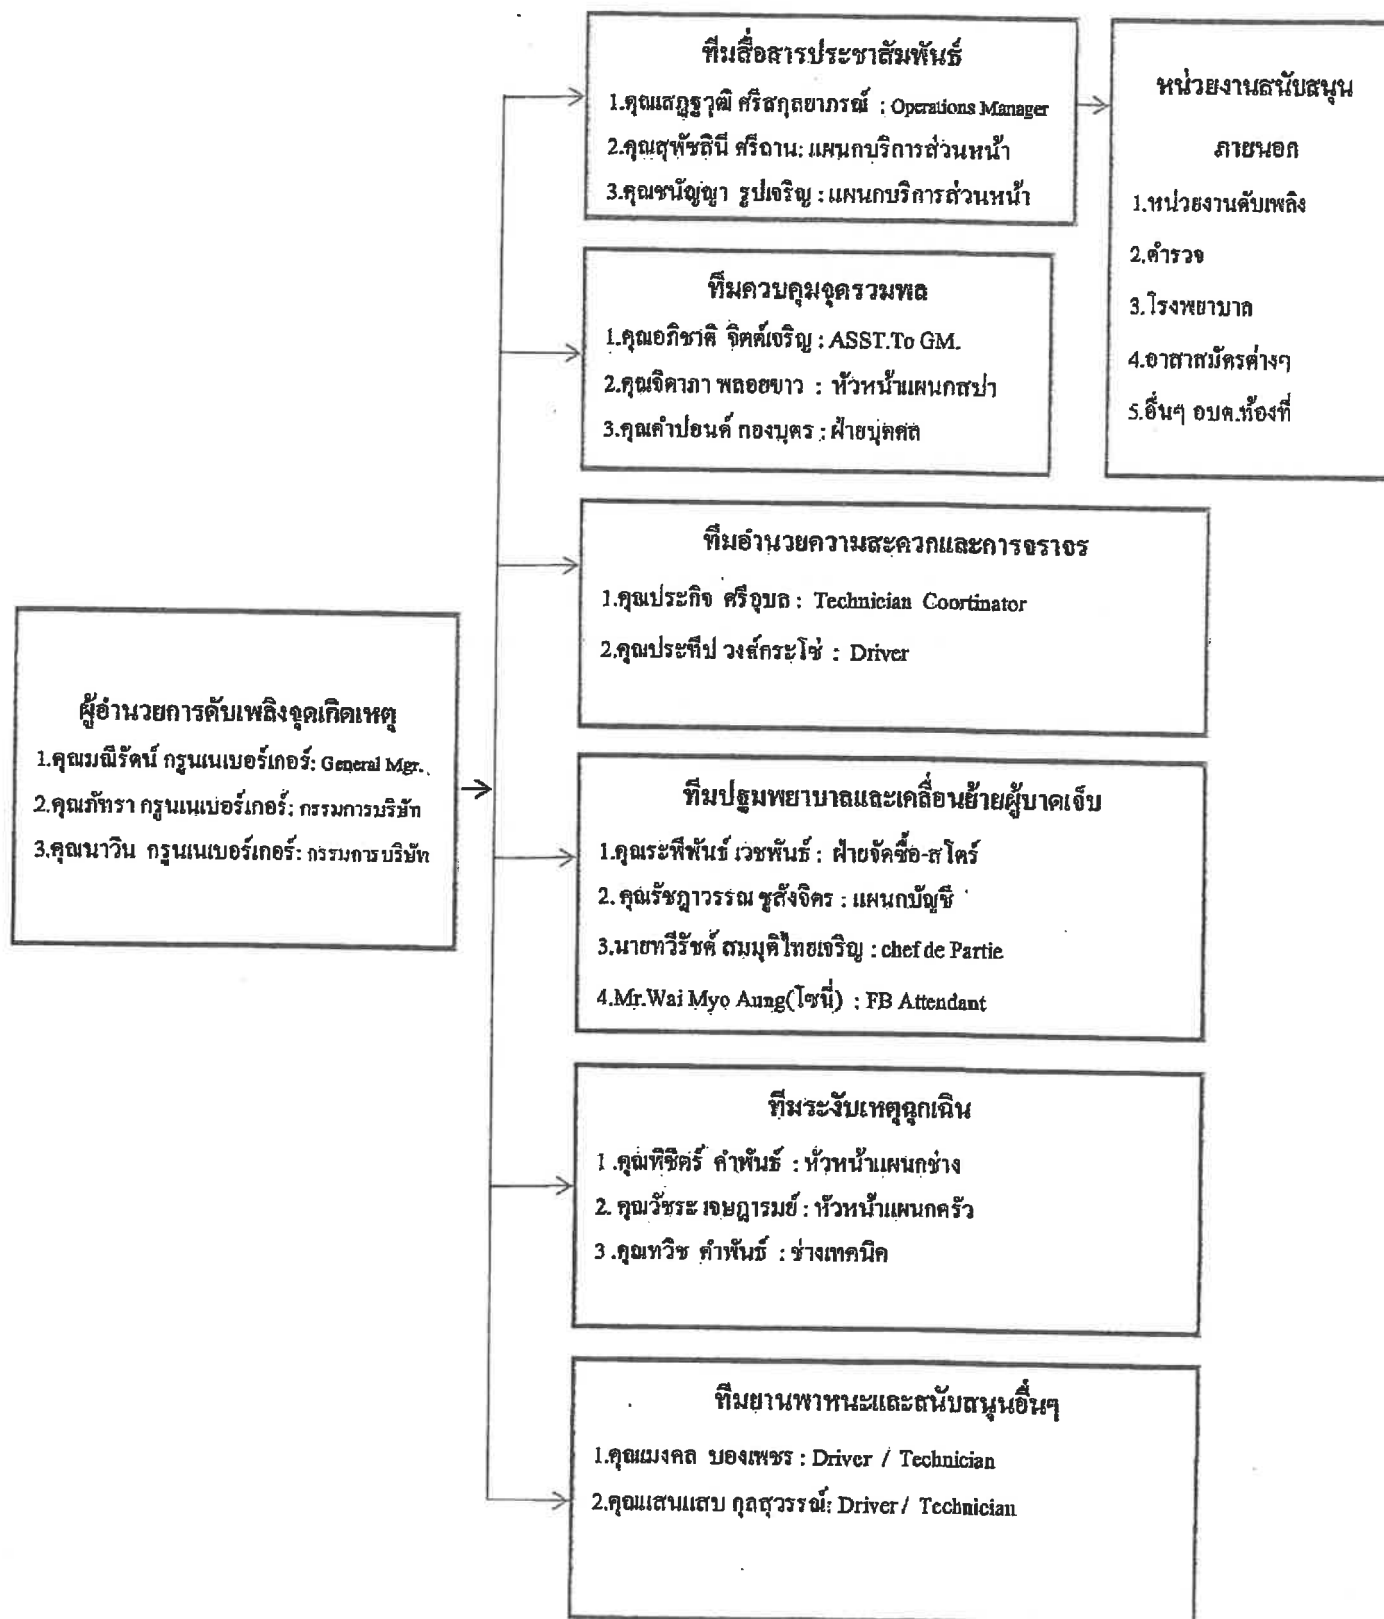 ทีมสื่อสารประชาสัมพันธ์
1.คุณเสฎฐวุฒิ ศรีสกุลยาภรณ์ : Operations Manager
2.คุณสุพัชสินี ศรีถาน: แผนกบริการส่วนหน้า
3.คุณชนัญญา รูปเจริญ : แผนกบริการส่วนหน้า
หน่วยงานสนับสนุน
ภายนอก
1.หน่วยงานดับเพลิง
2.ตำรวจ
3.โรงพยาบาล
4.อาสาสมัครต่างๆ
5.อื่นๆ อบต.ท้องที่
ทีมควบคุมจุดรวมพล
1.คุณอภิชาติ จิตต์เจริญ : ASST.To GM.
2.คุณจิดาภา พลอยขาว : หัวหน้าแผนกสปา
3.คุณคำปอนด์ กองบุตร : ฝ่ายบุคคล
ทีมอำนวยความสะดวกและการจราจร
1.คุณประกิจ ศรีอุบล : Technician Coortinator
2.คุณประทีป วงส์กระโซ่ : Driver
ผู้อำนวยการดับเพลิงจุดเกิดเหตุ
1.คุณมณีรัตน์ กรูนเนเบอร์เกอร์: General Mgr.
2.คุณภัทรา กรูนเนเบอร์เกอร์: กรรมการบริษัท
3.คุณนาวิน กรูนเนเบอร์เกอร์: กรรมการบริษัท
ทีมปฐมพยาบาลและเคลื่อนย้ายผู้บาดเจ็บ
1.คุณระพีพันธ์ เวชพันธ์ : ฝ่ายจัดซื้อ-สโตร์
2.คุณรัชฎาวรรณ ชูสังจิตร : แผนกบัญชี
3.นายทวีรัชต์ สมมุติไทยเจริญ : chef de Partie
4.Mr.Wai Myo Aung(โซนี่) : FB Attendant
ทีมระงับเหตุฉุกเฉิน
1 .คุณพิชิตร์ คำพันธ์ : หัวหน้าแผนกช่าง
2. คุณวัชระ เจษฎารมย์ : หัวหน้าแผนกครัว
3 .คุณทวิช คำพันธ์ : ช่างเทคนิค
ทีมยานพาหนะและสนับสนุนอื่นๆ
1.คุณมงคล บองเพชร : Driver / Technician
2.คุณแสนแสบ กุลสุวรรณ์: Driver / Technician